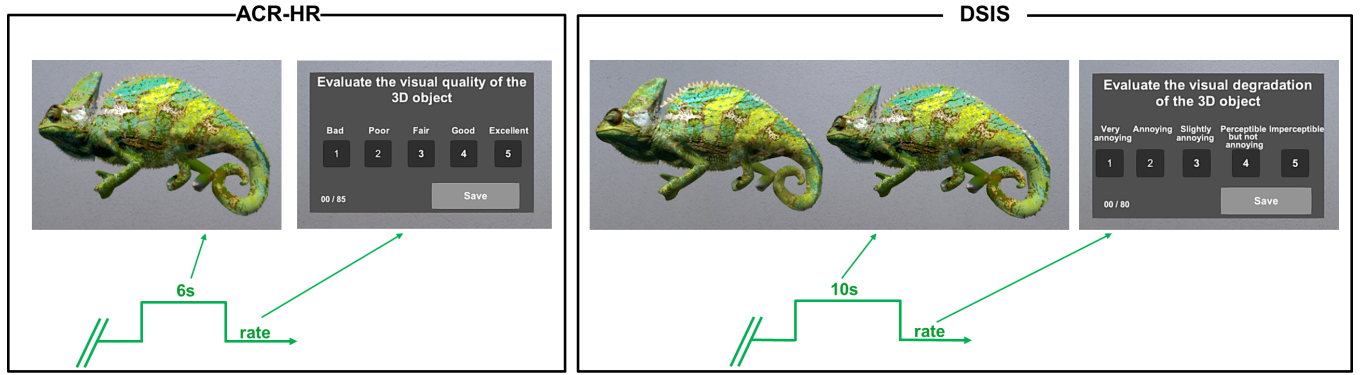 ACR-HR
Evaluate the visual quality of the
3D object
Bad Poor Fair Good Excellent
1 2 3 4 5
00 / 85
Save
6s
rate
DSIS
Evaluate the visual degradation
of the 3D object
Very
annoying
Annoying
Slightly
annoying
Perceptible
but not
annoying
Imperceptible
1 2 3 4 5
00 / 80
Save
10s
rate